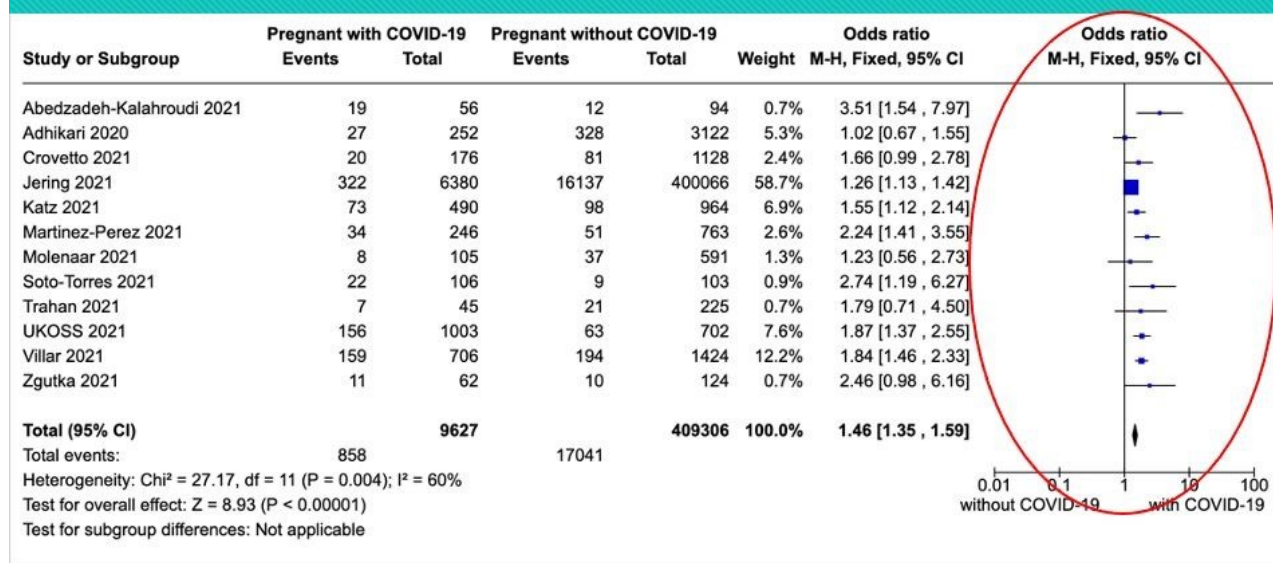 Pregnant with COVID-19 Pregnant without COVID-19 Odds ratio Odds ratio
Study or Subgroup Events Total Events Total Weight M-H, Fixed, 95% CI M-H, Fixed, 95% CI
Abedzadeh-Kalahroudi 2021 19 56 12 94 0.7% 3.51 [1.54 , 7.97]
Adhikari 2020 27 252 328 3122 5.3% 1.02 [0.67 , 1.55]
Crovetto 2021 20 176 81 1128 2.4% 1.66 [0.99 , 2.78]
Jering 2021 322 6380 16137 400066 58.7% 1.26 [1.13 , 1.42]
Katz 2021 73 490 98 964 6.9% 1.55 [1.12 , 2.14]
Martinez-Perez 2021 34 246 51 763 2.6% 2.24 [1.41 , 3.55]
Molenaar 2021 8 105 37 591 1.3% 1.23 [0.56 , 2.73]
Soto-Torres 2021 22 106 9 103 0.9% 2.74 [1.19 , 6.27]
Trahan 2021 7 45 21 225 0.7% 1.79 [0.71 , 4.50]
UKOSS 2021 156 1003 63 702 7.6% 1.87 [1.37 , 2.55]
Villar 2021 159 706 194 1424 12.2% 1.84 [1.46 , 2.33]
Zgutka 2021 11 62 10 124 0.7% 2.46 [0.98 , 6.16]
Total (95% CI) 9627 409306 100.0% 1.46 [1.35 , 1.59]
Total events: 858 17041
Heterogeneity: Chi² = 27.17, df = 11 (P = 0.004); I² = 60%
Test for overall effect: Z = 8.93 (P < 0.00001)
Test for subgroup differences: Not applicable
0.01 0.1 1 10 100
without COVID-19 with COVID-19